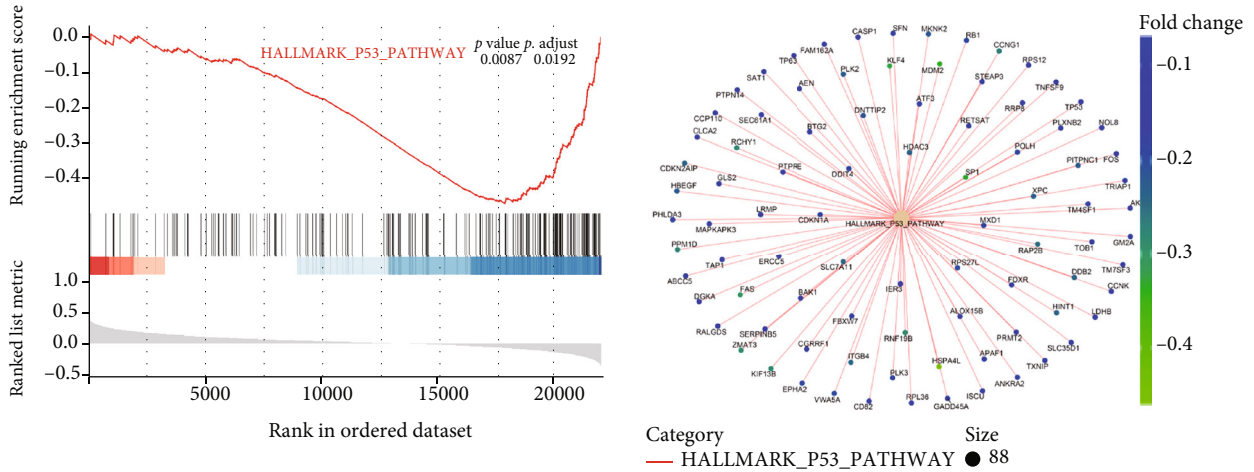 Running enrichment score
0.0
−0.1
−0.2
−0.3
−0.4
HALLMARK_P53_PATHWAY
p value p. adjust
0.0087 0.0192
Ranked list metric
1.0
0.5
0.0
−0.5
5000 10000 15000 20000
Rank in ordered dataset
CASP1
SFN
MKNK2
RB1
FAM162A
CCNG1
TP63
KLF4
MDM2
RPS12
SAT1
PLK2
STEAP3
AEN
TNFSF9
PTPN14
ATF3
RRP8
TP53
CCP110
SEC61A1
DNTTIP2
RETSAT
PLXNB2
NOL8
CLCA2
BTG2
RCHY1
HDAC3
POLH
PITPNC1
FOS
CDKN2AIP
PTPRE
DDIT4
SP1
TRIAP1
HBEGF
GLS2
XPC
TM4SF1
AK
PHLDA3
LRMP
CDKN1A
MAPKAPK3
HALLMARK_P53_PATHWAY
MXD1
GM2A
PPM1D
RAP2B
TOB1
TAP1
ERCC5
SLC7A11
RPS27L
DDB2
TM7SF3
ABCC5
CCNK
DGKA
FAS
BAK1
IER3
FDXR
HINT1
LDHB
RALGDS
SERPINB5
FBXW7
ALOX15B
ZMAT3
CGRRF1
RNF19B
PRMT2
SLC35D1
KIF13B
ITGB4
HSPA4L
APAF1
TXNIP
EPHA2
PLK3
ANKRA2
VWA5A
CD82
RPL36
GADD45A
ISCU
Fold change
−0.1
−0.2
−0.3
−0.4
Category
HALLMARK_P53_PATHWAY
Size
88